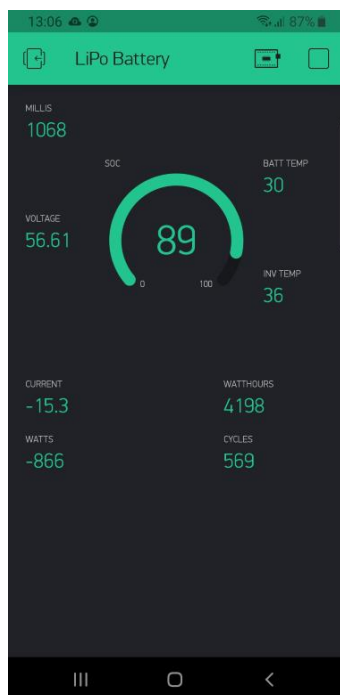 13:06 87%
LiPo Battery
MILLIS
1068
SOC
BATT TEMP
30
VOLTAGE
56.61
89
0 100
INV TEMP
36
CURRENT
-15.3
WATTHOURS
4198
WATTS
-866
CYCLES
569